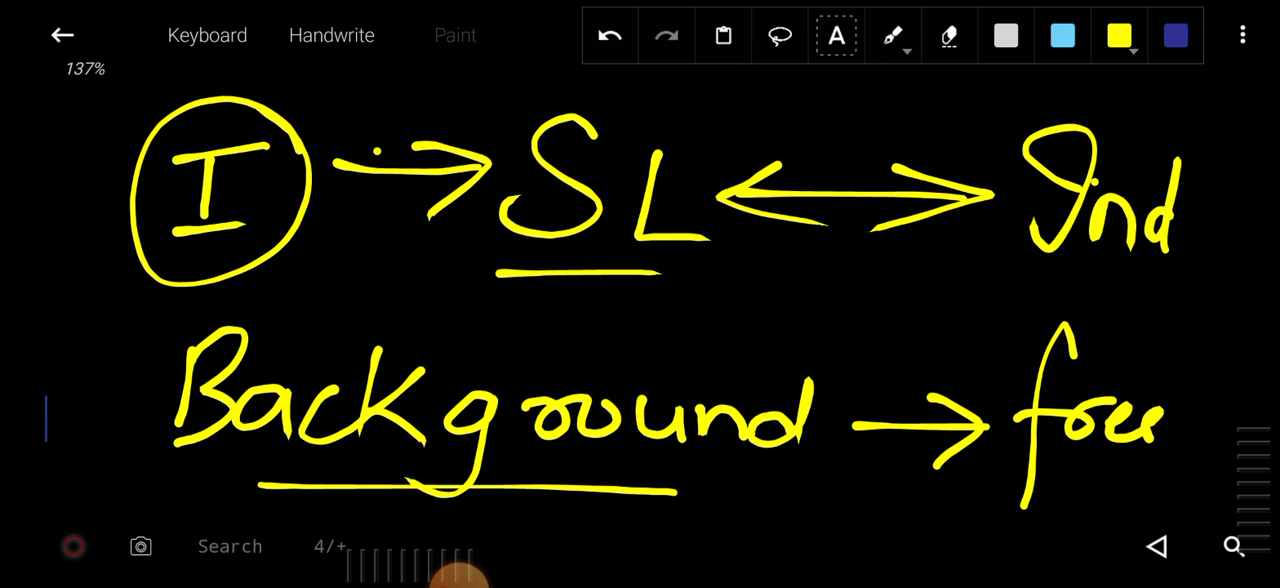 Keyboard Handwrite Paint A
137%
I → SL ↔ Ind
Background → free
Search 4/+